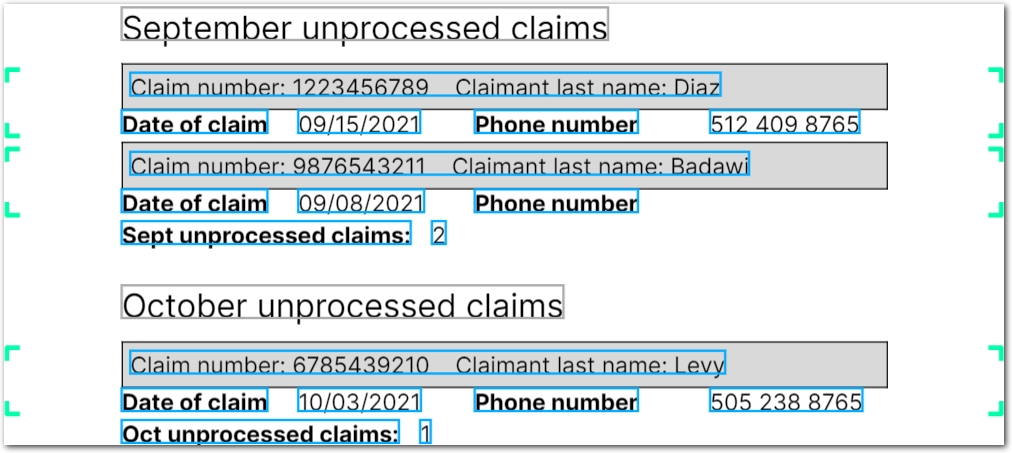 September unprocessed claims
Claim number: 1223456789 Claimant last name: Diaz
Date of claim 09/15/2021 Phone number 512 409 8765
Claim number: 9876543211 Claimant last name: Badawi
Date of claim 09/08/2021 Phone number
Sept unprocessed claims: 2
October unprocessed claims
Claim number: 6785439210 Claimant last name: Levy
Date of claim 10/03/2021 Phone number 505 238 8765
Oct unprocessed claims: 1